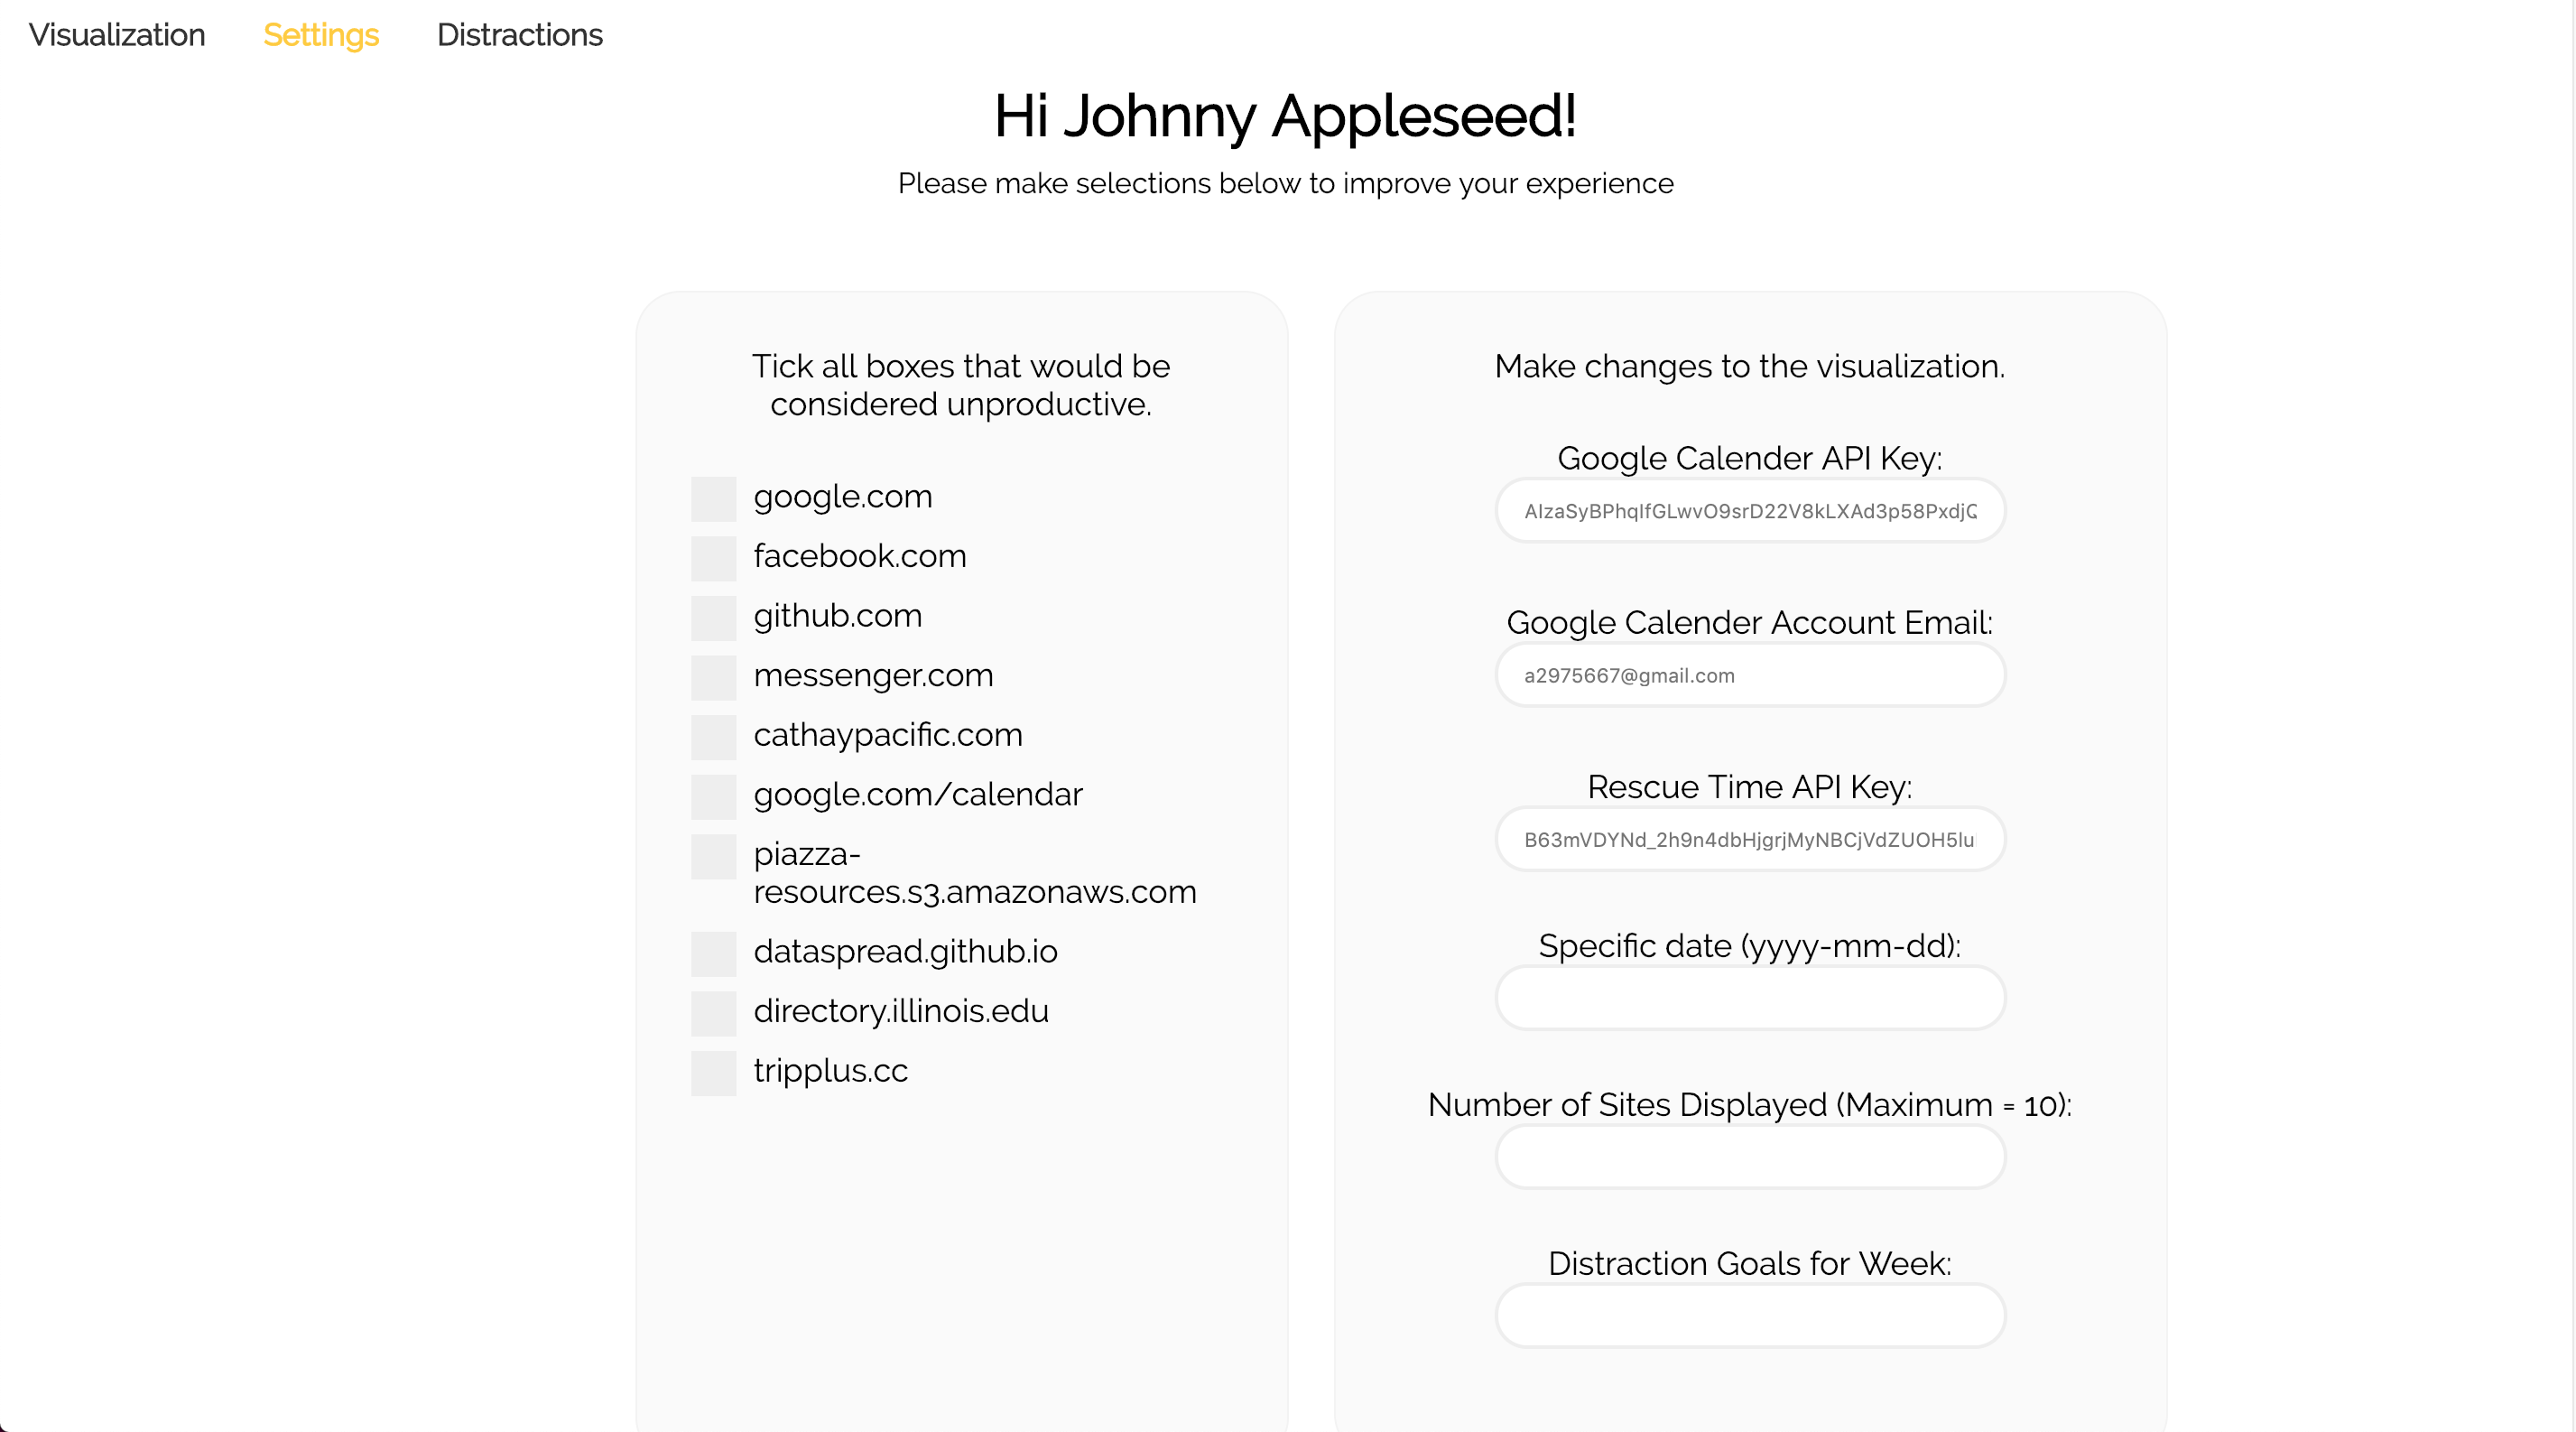 Visualization Settings Distractions
Hi Johnny Appleseed!
Please make selections below to improve your experience
Tick all boxes that would be
considered unproductive.
google.com
facebook.com
github.com
messenger.com
cathaypacific.com
google.com/calendar
piazza-
resources.s3.amazonaws.com
dataspread.github.io
directory.illinois.edu
tripplus.cc
Make changes to the visualization.
Google Calender API Key:
Google Calender Account Email:
a2975667@gmail.com
Rescue Time API Key:
Specific date (yyyy-mm-dd):
Number of Sites Displayed (Maximum = 10):
Distraction Goals for Week: